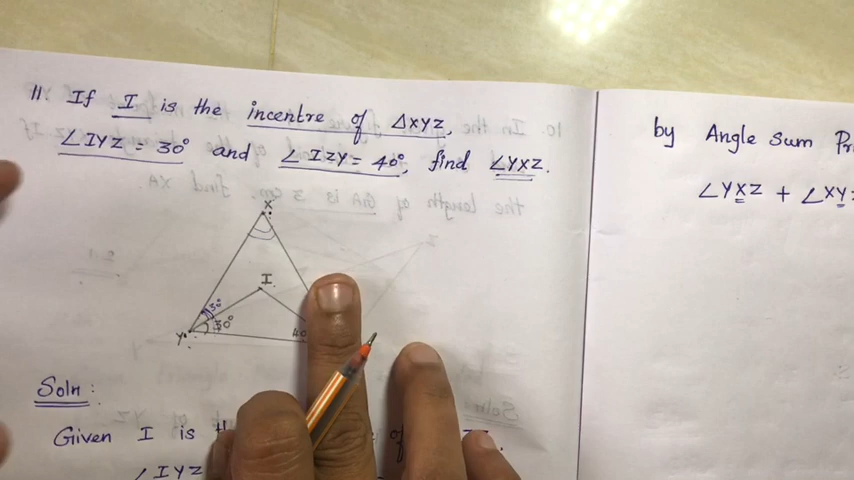 11. If I is the incentre of ΔXYZ,
∠IYZ = 30° and ∠IZY = 40°, find ∠YXZ.
X
I
30°
30°
Y
40
Soln:
Given I is
of
∠IYZ
by Angle Sum
∠YXZ + ∠XY